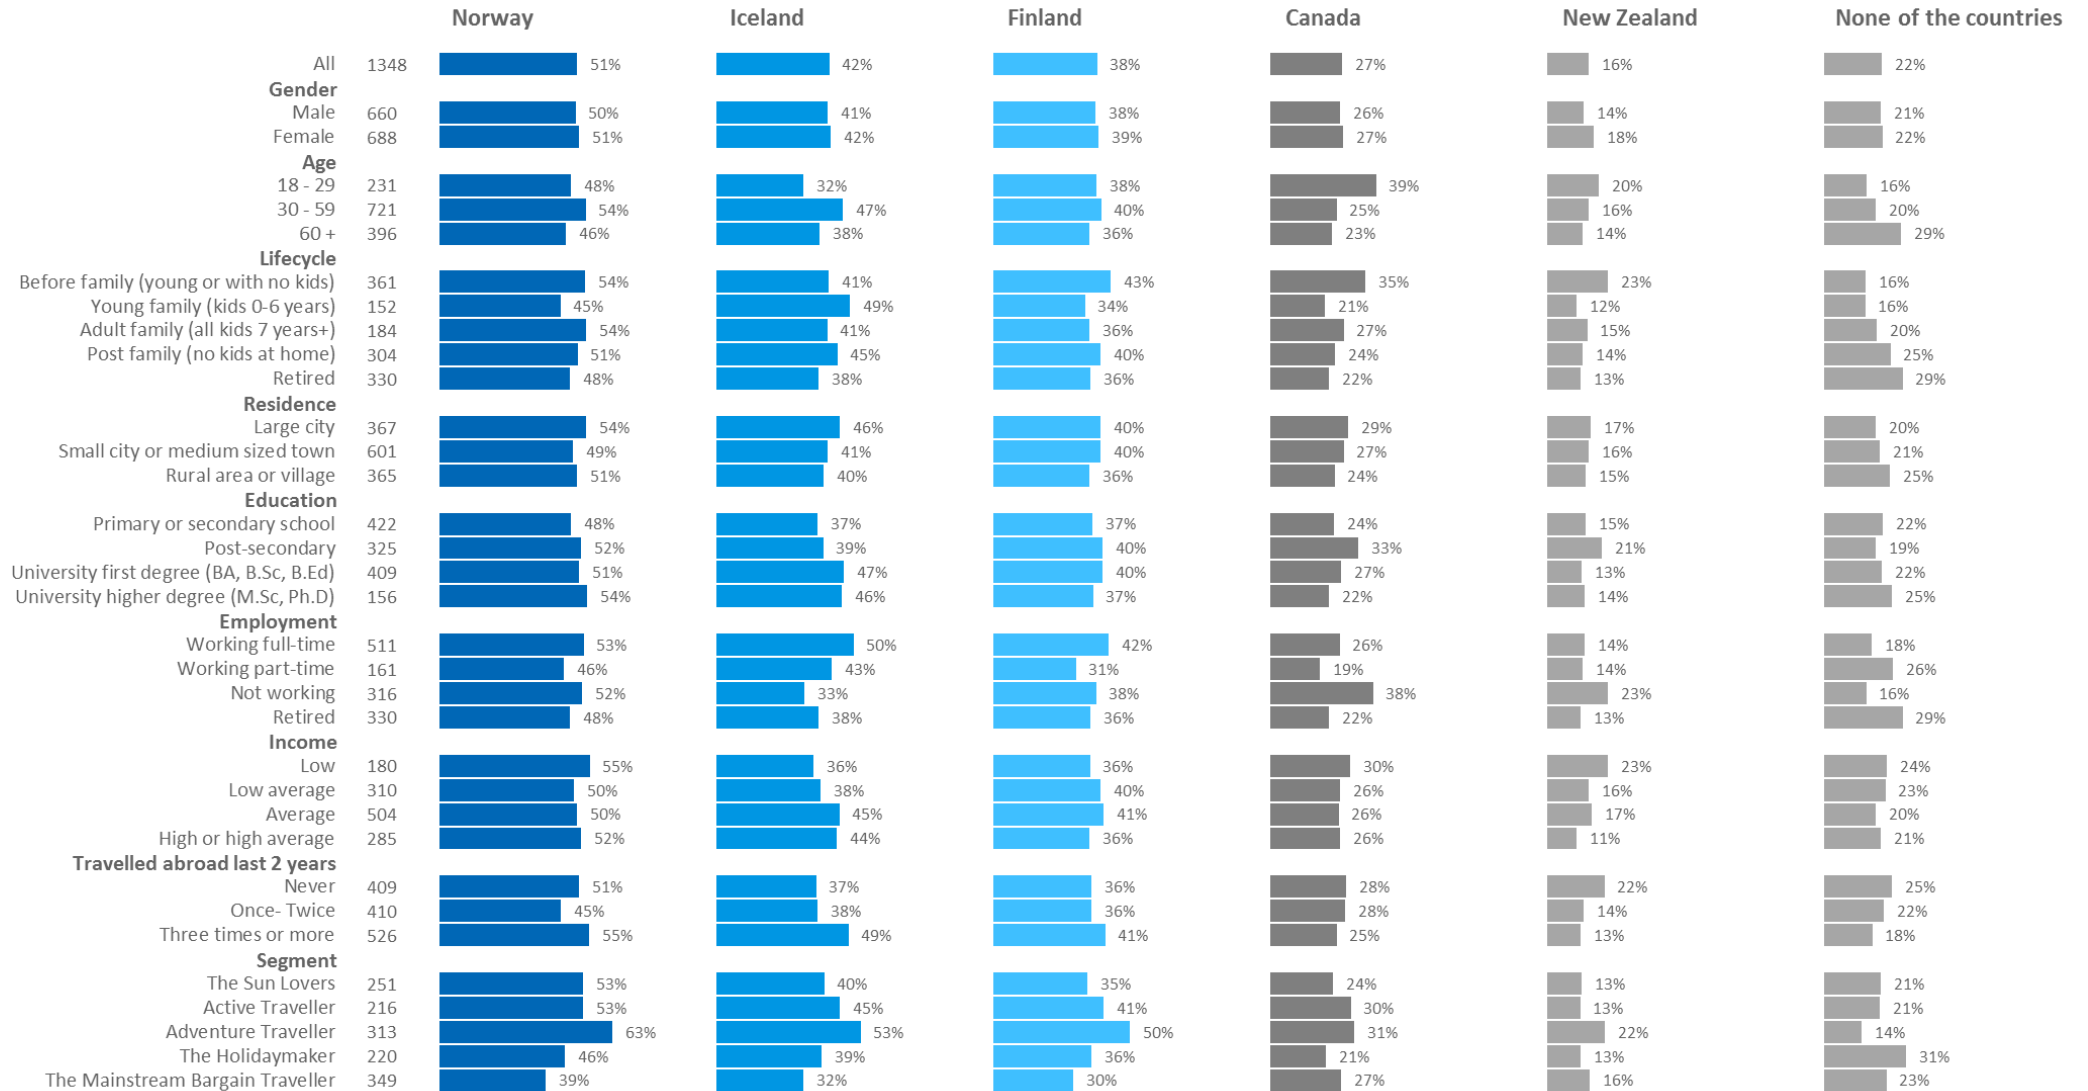 Norway Iceland Finland Canada New Zealand None of the countries
All 1348 51% 42% 38% 27% 16% 22%
Gender
Male 660 50% 41% 38% 26% 14% 21%
Female 688 51% 42% 39% 27% 18% 22%
Age
18 - 29 231 48% 32% 38% 39% 20% 16%
30 - 59 721 54% 47% 40% 25% 16% 20%
60 + 396 46% 38% 36% 23% 14% 29%
Lifecycle
Before family (young or with no kids) 361 54% 41% 43% 35% 23% 16%
Young family (kids 0-6 years) 152 45% 49% 34% 21% 12% 16%
Adult family (all kids 7 years+) 184 54% 41% 36% 27% 15% 20%
Post family (no kids at home) 304 51% 45% 40% 24% 14% 25%
Retired 330 48% 38% 36% 22% 13% 29%
Residence
Large city 367 54% 46% 40% 29% 17% 20%
Small city or medium sized town 601 49% 41% 40% 27% 16% 21%
Rural area or village 365 51% 40% 36% 24% 15% 25%
Education
Primary or secondary school 422 48% 37% 37% 24% 15% 22%
Post-secondary 325 52% 39% 40% 33% 21% 19%
University first degree (BA, B.Sc, B.Ed) 409 51% 47% 40% 27% 13% 22%
University higher degree (M.Sc, Ph.D) 156 54% 46% 37% 22% 14% 25%
Employment
Working full-time 511 53% 50% 42% 26% 14% 18%
Working part-time 161 46% 43% 31% 19% 14% 26%
Not working 316 52% 33% 38% 38% 23% 16%
Retired 330 48% 38% 36% 22% 13% 29%
Income
Low 180 55% 36% 36% 30% 23% 24%
Low average 310 50% 38% 40% 26% 16% 23%
Average 504 50% 45% 41% 26% 17% 20%
High or high average 285 52% 44% 36% 26% 11% 21%
Travelled abroad last 2 years
Never 409 51% 37% 36% 28% 22% 25%
Once- Twice 410 45% 38% 36% 28% 14% 22%
Three times or more 526 55% 49% 41% 25% 13% 18%
Segment
The Sun Lovers 251 53% 40% 35% 24% 13% 21%
Active Traveller 216 53% 45% 41% 30% 13% 21%
Adventure Traveller 313 63% 53% 50% 31% 22% 14%
The Holidaymaker 220 46% 39% 36% 21% 13% 31%
The Mainstream Bargain Traveller 349 39% 32% 30% 27% 16% 23%